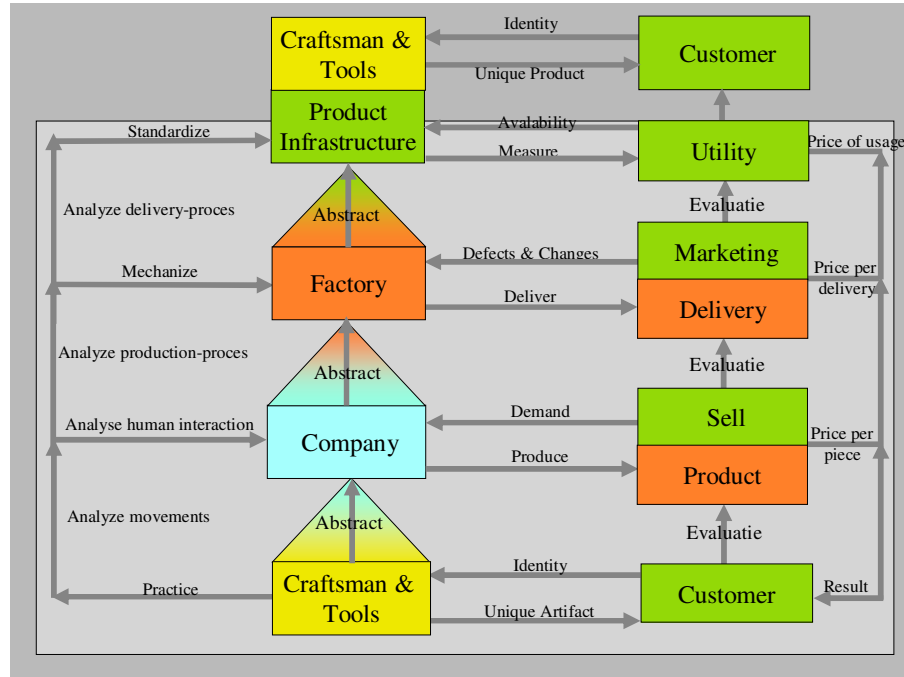 Craftsman &
Tools
Identity
Unique Product
Customer
Product
Infrastructure
Standardize
Avalability
Measure
Utility
Price of usage
Analyze delivery-proces
Abstract
Evaluatie
Mechanize
Factory
Defects & Changes
Deliver
Marketing
Delivery
Price per
delivery
Analyze production-proces
Abstract
Evaluatie
Analyse human interaction
Company
Demand
Produce
Sell
Product
Price per
piece
Analyze movements
Abstract
Evaluatie
Practice
Craftsman &
Tools
Identity
Unique Artifact
Customer
Result